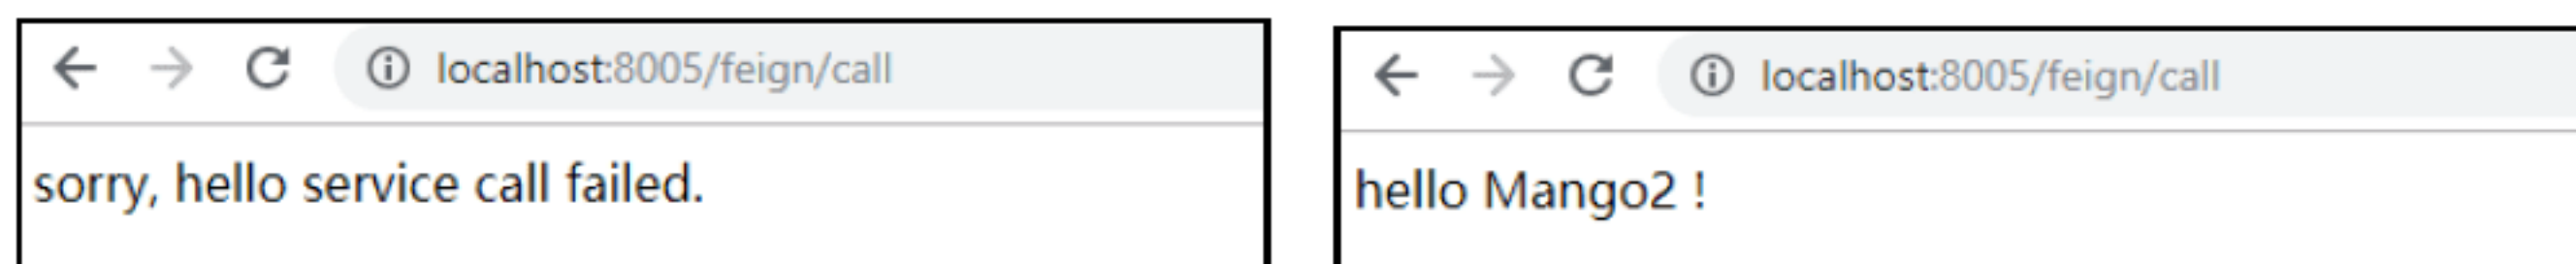 localhost:8005/feign/call
sorry, hello service call failed.
localhost:8005/feign/call
hello Mango2 !